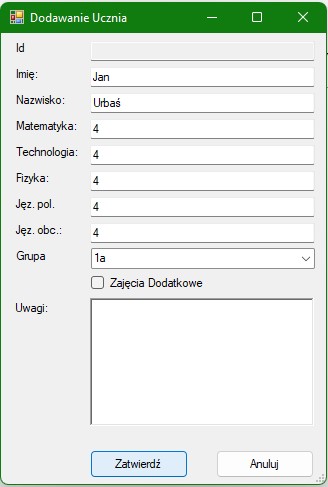 Dodawanie Ucznia
Id
Imię: Jan
Nazwisko: Urbaś
Matematyka: 4
Technologia: 4
Fizyka: 4
Jęz. pol. 4
Jęz. obc.: 4
Grupa 1a
Zajęcia Dodatkowe
Uwagi:
Zatwierdź Anuluj